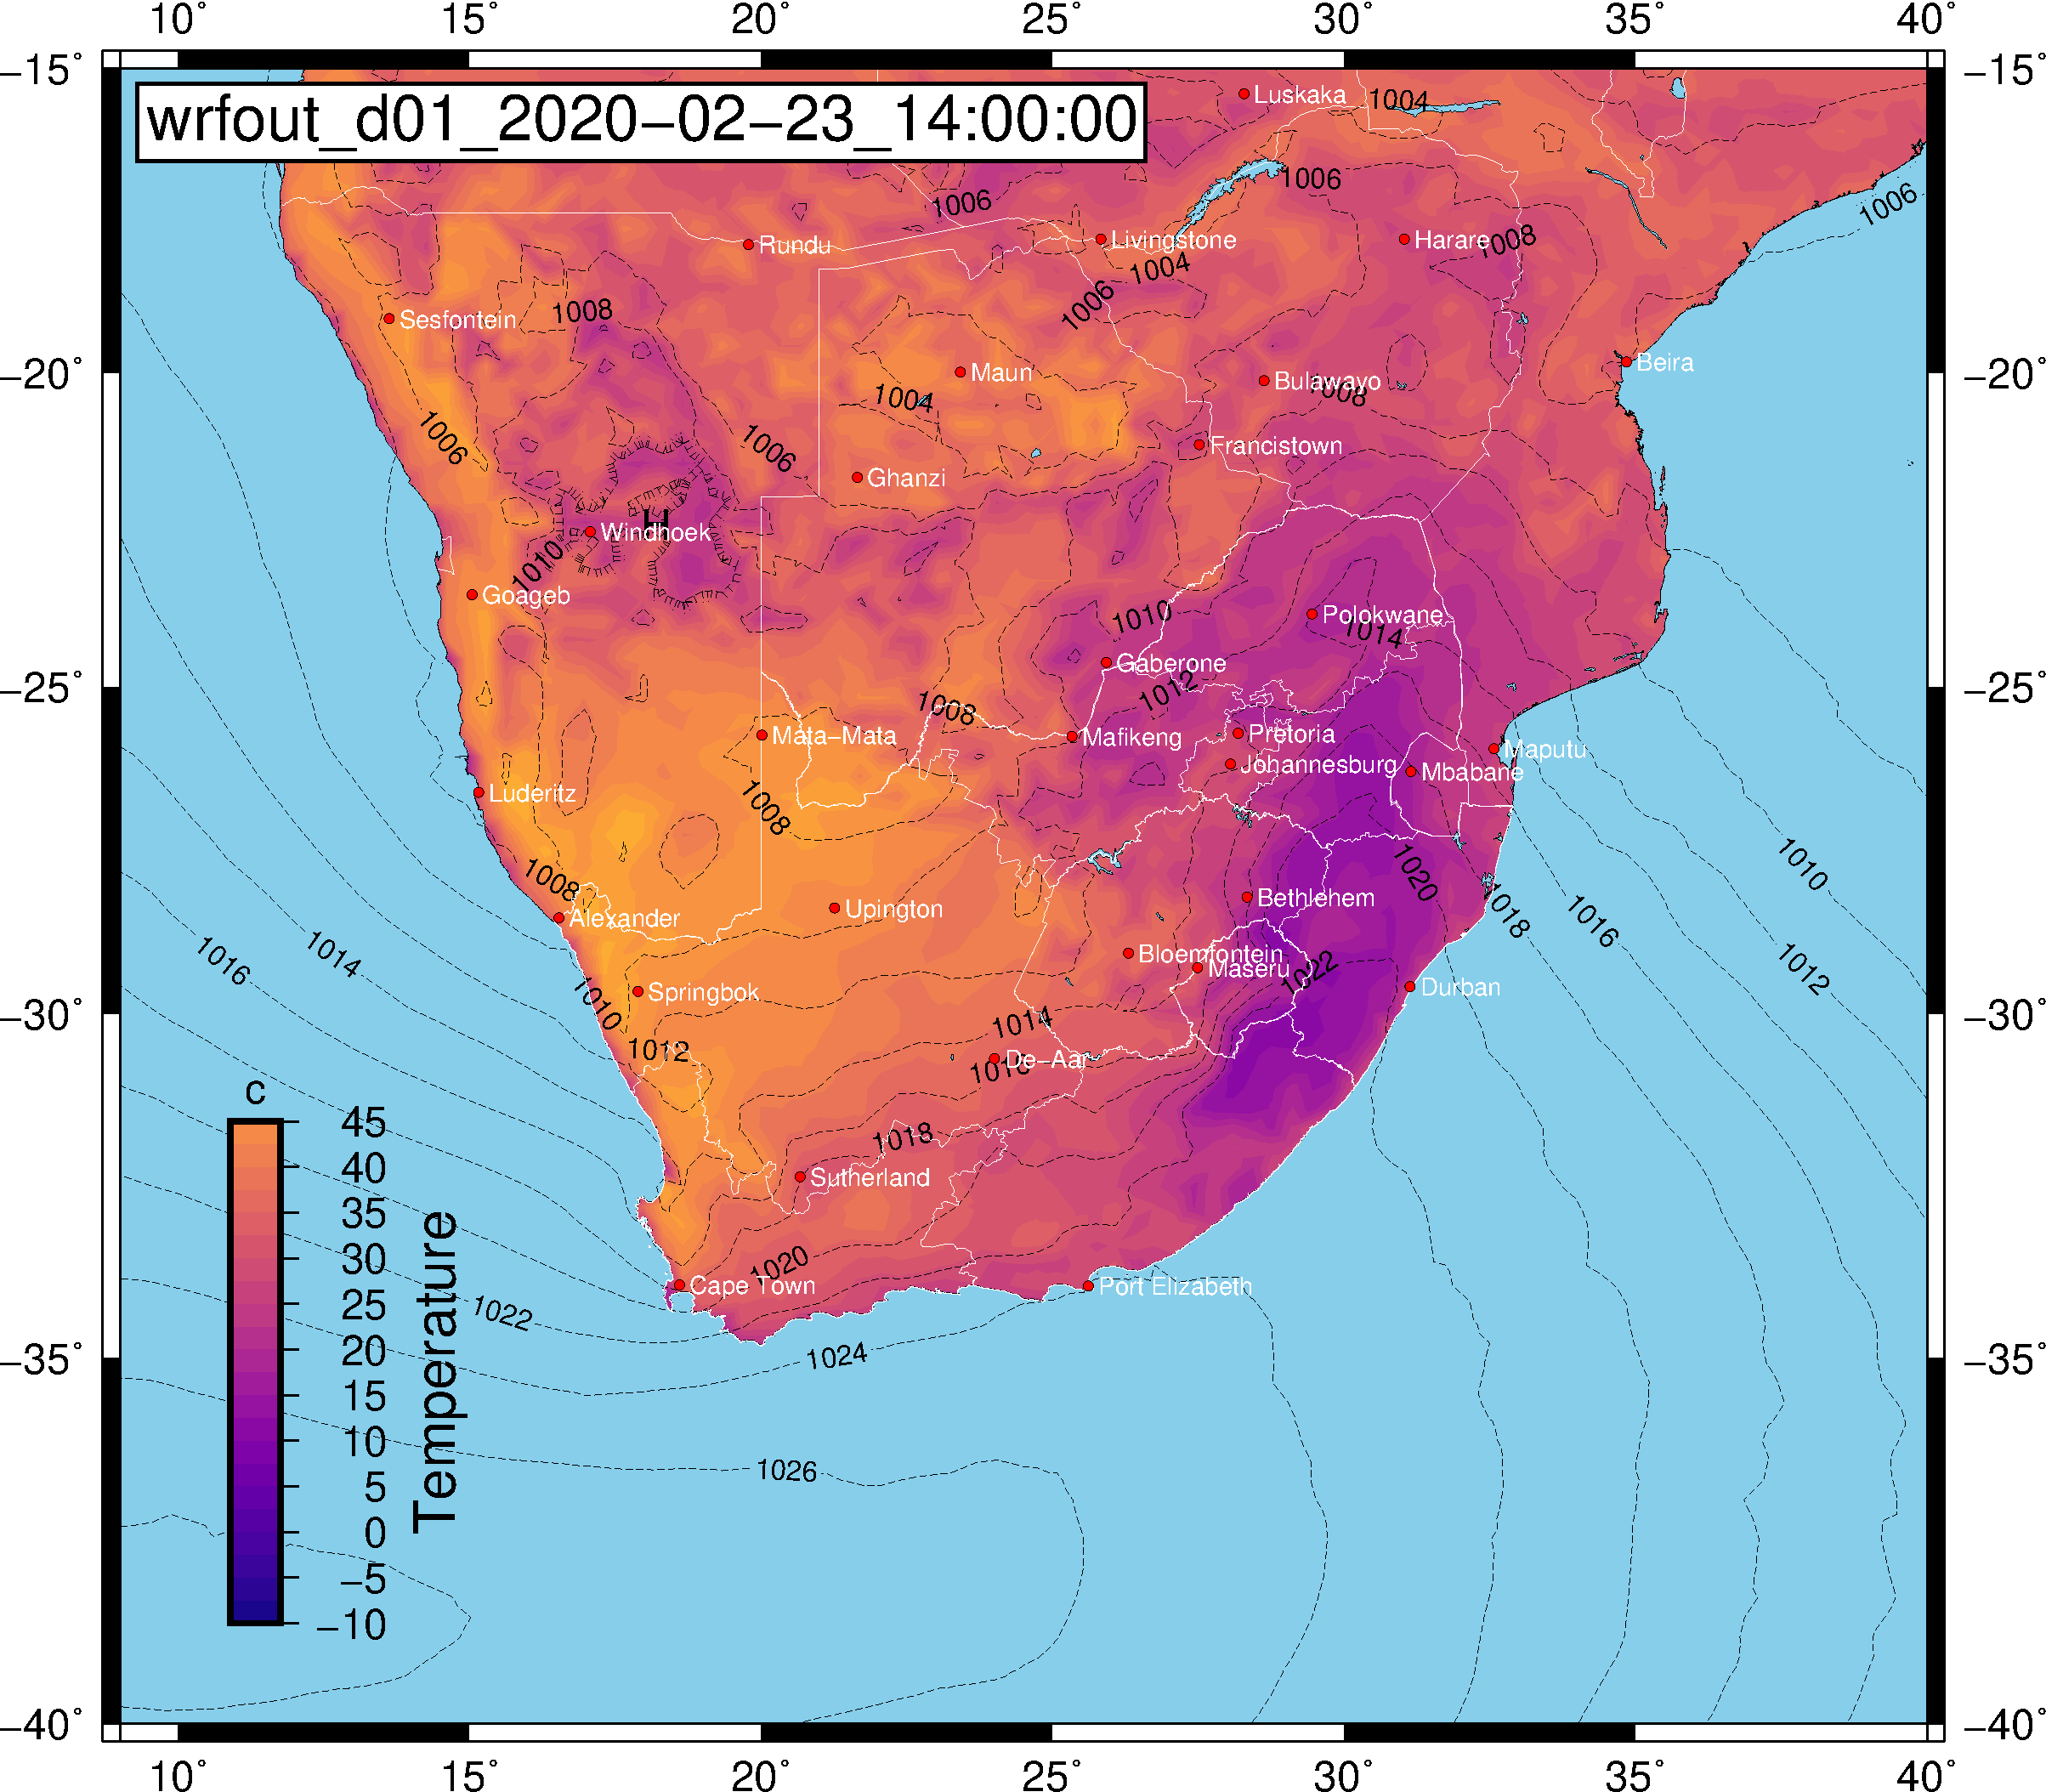 10° 15° 20° 25° 30° 35° 40°
−15° −15°
wrfout_d01_2020−02−23_14:00:00
Luskaka
1004
1006
1006
1006
Rundu
Livingstone
Harare
1008
1004
1006
1008
Sesfontein
Maun
Beira
−20° −20°
Bulawayo
1008
1004
1006
1006
Francistown
Ghanzi
H
Windhoek
1010
Goageb
1010
Polokwane
1014
Gaberone
1012
−25° −25°
1008
Mata−Mata
Mafikeng
Pretoria
Maputu
Johannesburg
Mbabane
Luderitz
1008
1008
1020
1010
Bethlehem
Alexander
Upington
1018
1016
1016
1014
Bloemfontein
Maseru
1022
1012
Springbok
1010
Durban
−30° −30°
1014
1012
De−Aar
1016
c
45
1018
40
Sutherland
35
30
1020
Cape Town
Port Elizabeth
25
1022
20
1024
−35° −35°
15
10
1026
5
0
−5
−10
Temperature
−40° −40°
10° 15° 20° 25° 30° 35° 40°